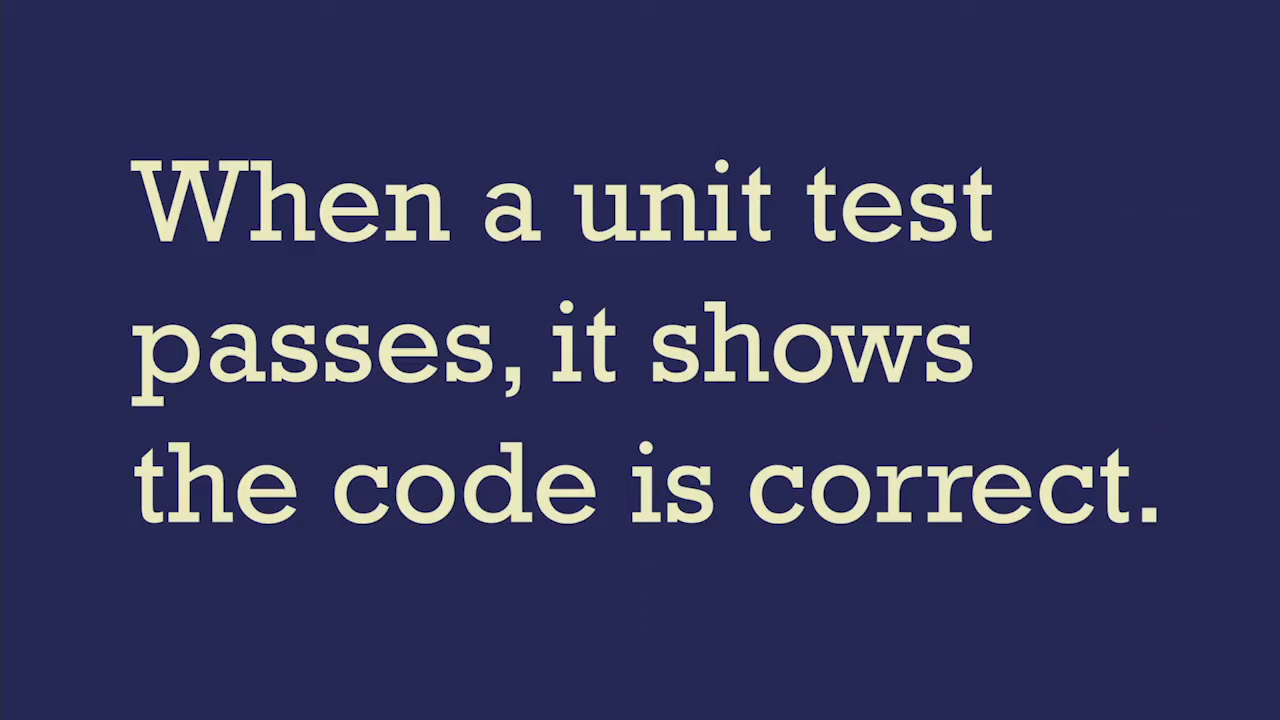 When a unit test
passes, it shows
the code is correct.